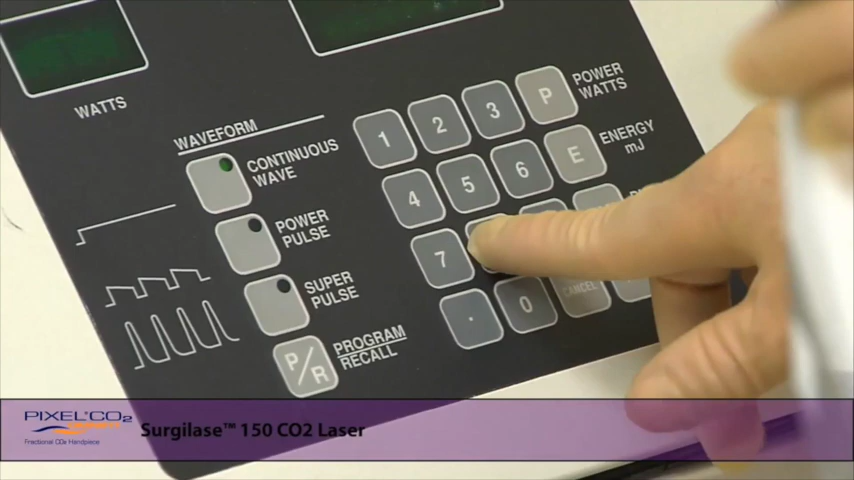 WATTS
WAVEFORM
CONTINUOUS
WAVE
POWER
PULSE
SUPER
PULSE
P/R
PROGRAM
RECALL
1 2 3 P
POWER
WATTS
4 5 6 E
ENERGY
mJ
7
. 0 CANCEL
PIXEL CO2
Fractional CO2 Handpiece
Surgilase™ 150 CO2 Laser